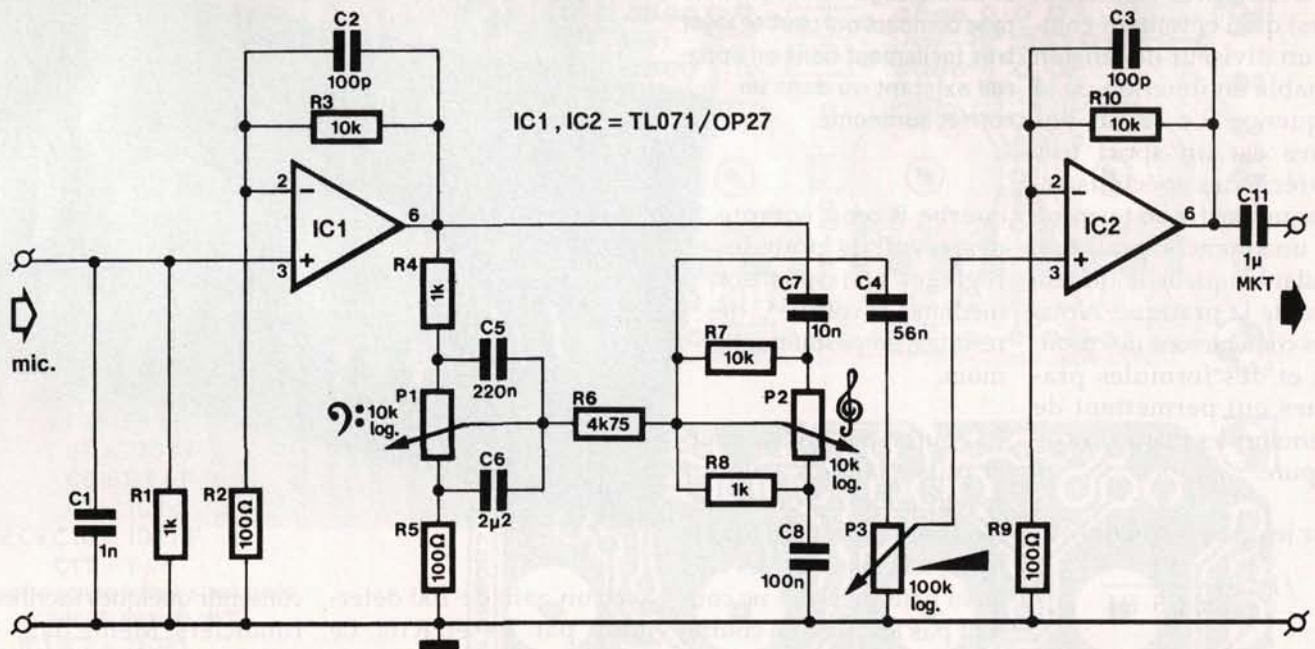 C2
100p
R3
10k
IC1, IC2 = TL071/OP27
C3
100p
R10
10k
2
−
IC1
6
3
+
2
−
IC2
6
3
+
C11
1μ
MKT
mic.
R4
1k
C5
220n
P1
10k
log.
C6
2μ2
R6
4k75
R7
10k
C7
10n
C4
56n
P2
10k
log.
R8
1k
C1
1n
R1
1k
R2
100Ω
R5
100Ω
C8
100n
P3
100k
log.
R9
100Ω